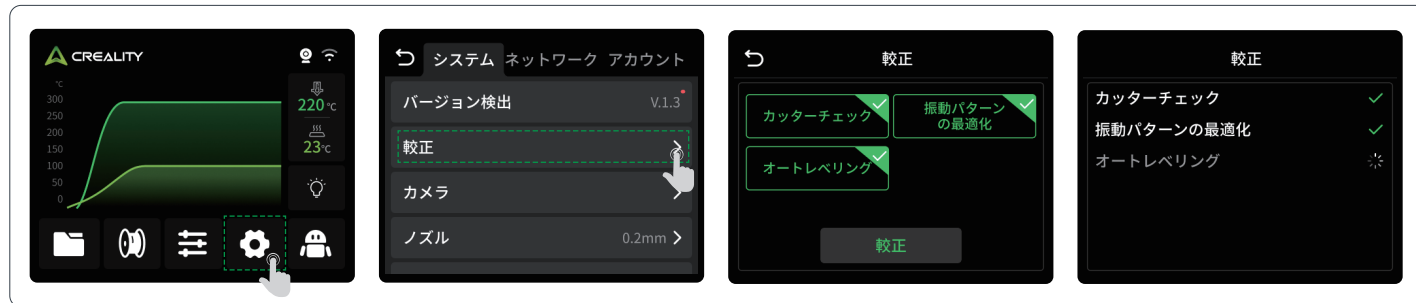 CREALITY
℃
300
250
200
150
100
50
0
220 ℃
23℃
システム ネットワーク アカウント
バージョン検出 V.1.3
較正
カメラ
ノズル 0.2mm
較正
カッターチェック
振動パターン
の最適化
オートレベリング
較正
較正
カッターチェック
振動パターンの最適化
オートレベリング